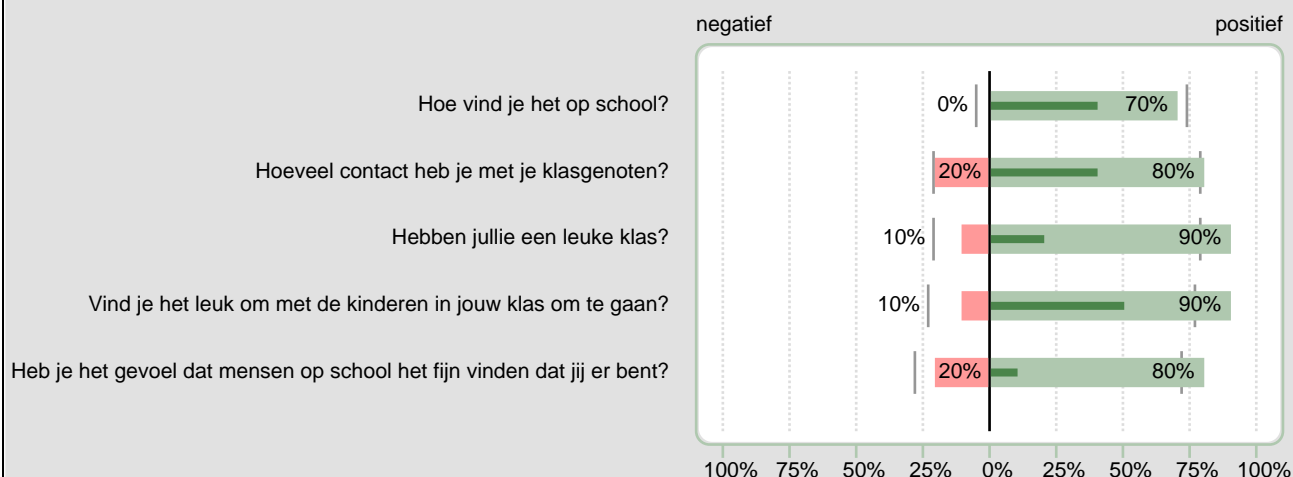 negatief positief
Hoe vind je het op school? 0% 70%
Hoeveel contact heb je met je klasgenoten? 20% 80%
Hebben jullie een leuke klas? 10% 90%
Vind je het leuk om met de kinderen in jouw klas om te gaan? 10% 90%
Heb je het gevoel dat mensen op school het fijn vinden dat jij er bent? 20% 80%
100% 75% 50% 25% 0% 25% 50% 75% 100%